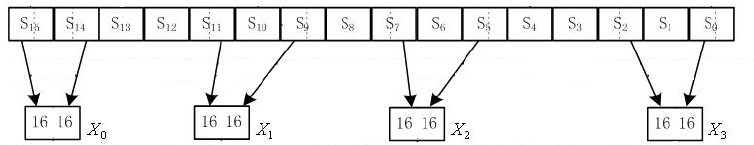 S₁₅ S₁₄ S₁₃ S₁₂ S₁₁ S₁₀ S₉ S₈ S₇ S₆ S₅ S₄ S₃ S₂ S₁ S₀
16 16 X₀ 16 16 X₁ 16 16 X₂ 16 16 X₃